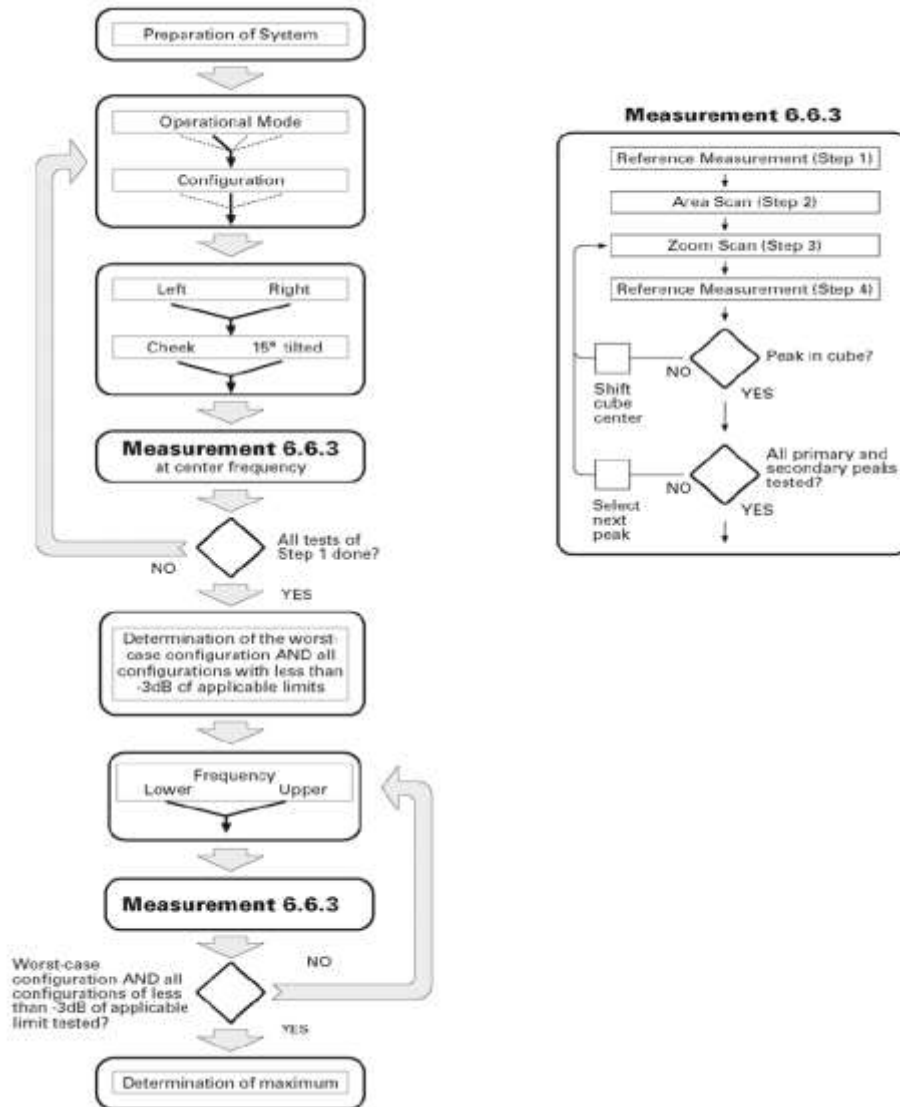 Preparation of System
Operational Mode
Configuration
Left Right
Cheek 15° tilted
Measurement 6.6.3
at center frequency
All tests of
Step 1 done?
NO
YES
Determination of the worst-
case configuration AND all
configurations with less than
-3dB of applicable limits
Frequency
Lower Upper
Measurement 6.6.3
Worst-case
configuration AND all
configurations of less
than -3dB of applicable
limit tested?
NO
YES
Determination of maximum
Measurement 6.6.3
Reference Measurement (Step 1)
Area Scan (Step 2)
Zoom Scan (Step 3)
Reference Measurement (Step 4)
Peak in cube?
NO
YES
Shift
cube
center
All primary and
secondary peaks
tested?
NO
YES
Select
next
peak